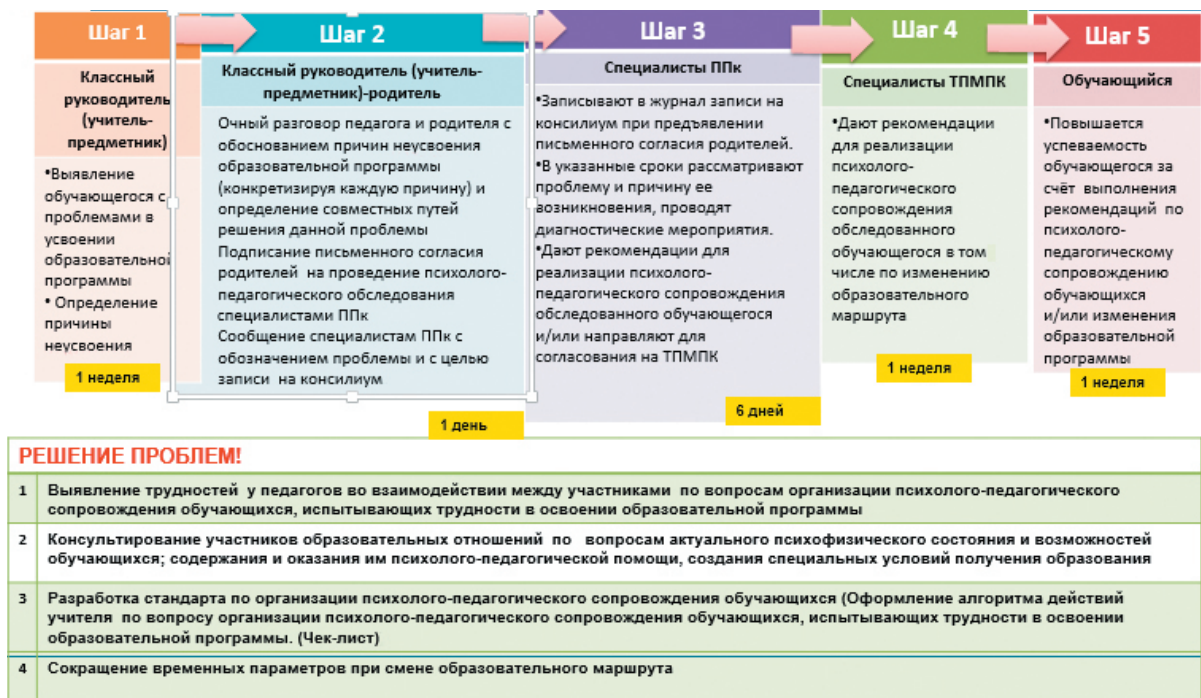 Шаг 1
Классный
руководитель
(учитель-
предметник)
•Выявление
обучающегося с
проблемами в
усвоении
образовательной
программы
• Определение
причины
неусвоения
1 неделя
Шаг 2
Классный руководитель (учитель-
предметник)-родитель
Очный разговор педагога и родителя с
обоснованием причин неусвоения
образовательной программы
(конкретизируя каждую причину) и
определение совместных путей
решения данной проблемы
Подписание письменного согласия
родителей на проведение психолого-
педагогического обследования
специалистами ППк
Сообщение специалистам ППк с
обозначением проблемы и с целью
записи на консилиум
1 день
Шаг 3
Специалисты ППк
•Записывают в журнал записи на
консилиум при предъявлении
письменного согласия родителей.
•В указанные сроки рассматривают
проблему и причину ее
возникновения, проводят
диагностические мероприятия.
•Дают рекомендации для
реализации психолого-
педагогического сопровождения
обследованного обучающегося
и/или направляют для
согласования на ТПМПК
6 дней
Шаг 4
Специалисты ТПМПК
•Дают рекомендации
для реализации
психолого-
педагогического
сопровождения
обследованного
обучающегося в том
числе по изменению
образовательного
маршрута
1 неделя
Шаг 5
Обучающийся
•Повышается
успеваемость
обучающегося за
счёт выполнения
рекомендаций по
психолого-
педагогическому
сопровождению
обучающихся
и/или изменения
образовательной
программы
1 неделя
РЕШЕНИЕ ПРОБЛЕМ!
1 Выявление трудностей у педагогов во взаимодействии между участниками по вопросам организации психолого-педагогического
сопровождения обучающихся, испытывающих трудности в освоении образовательной программы
2 Консультирование участников образовательных отношений по вопросам актуального психофизического состояния и возможностей
обучающихся; содержания и оказания им психолого-педагогической помощи, создания специальных условий получения образования
3 Разработка стандарта по организации психолого-педагогического сопровождения обучающихся (Оформление алгоритма действий
учителя по вопросу организации психолого-педагогического сопровождения обучающихся, испытывающих трудности в освоении
образовательной программы. (Чек-лист)
4 Сокращение временных параметров при смене образовательного маршрута